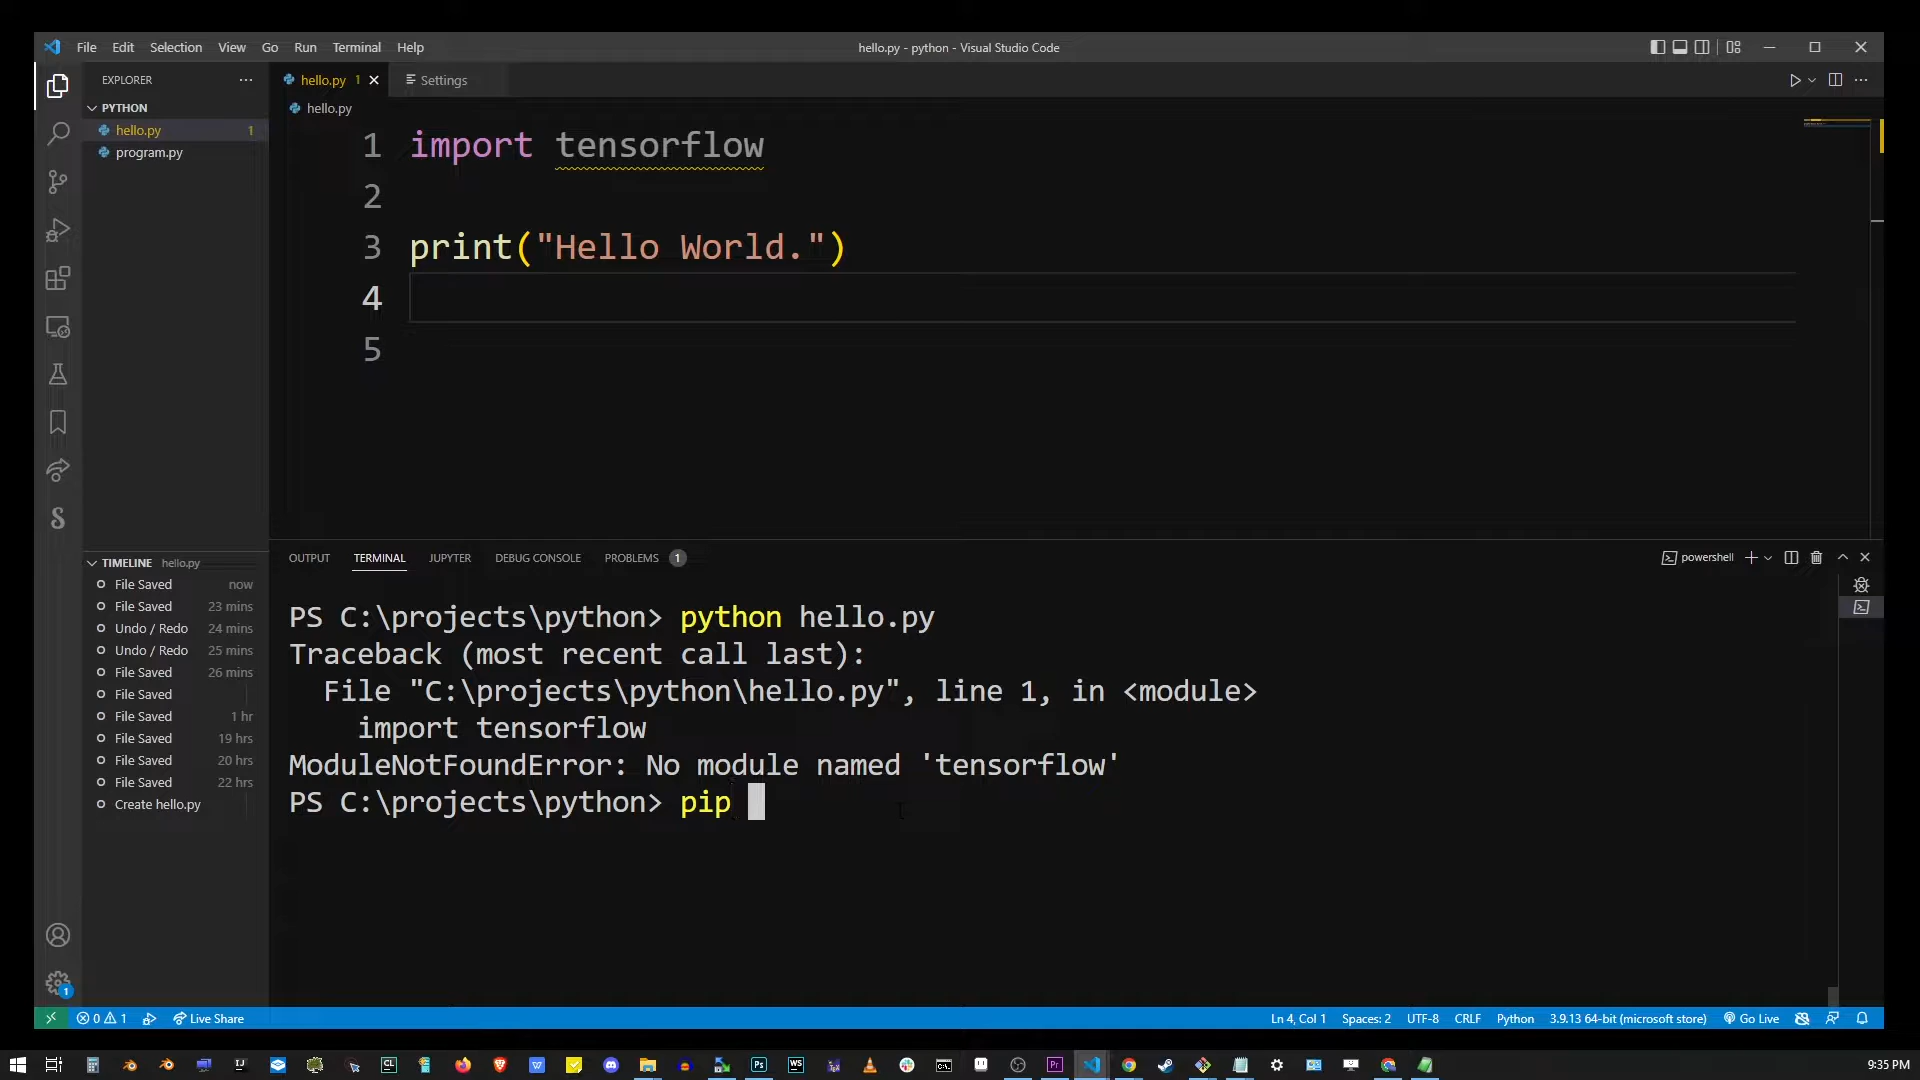 File Edit Selection View Go Run Terminal Help
hello.py - python - Visual Studio Code
EXPLORER
PYTHON
hello.py 1
program.py
hello.py 1
Settings
hello.py
1 import tensorflow
2
3 print("Hello World.")
4
5
TIMELINE hello.py
File Saved now
File Saved 23 mins
Undo / Redo 24 mins
Undo / Redo 25 mins
File Saved 26 mins
File Saved
File Saved 1 hr
File Saved 19 hrs
File Saved 20 hrs
File Saved 22 hrs
Create hello.py
OUTPUT TERMINAL JUPYTER DEBUG CONSOLE PROBLEMS 1
powershell
PS C:\projects\python> python hello.py
Traceback (most recent call last):
File "C:\projects\python\hello.py", line 1, in <module>
import tensorflow
ModuleNotFoundError: No module named 'tensorflow'
PS C:\projects\python> pip
1
0 1 Live Share
Ln 4, Col 1 Spaces: 2 UTF-8 CRLF Python 3.9.13 64-bit (microsoft store) Go Live
CL Ps WS Pr
9:35 PM